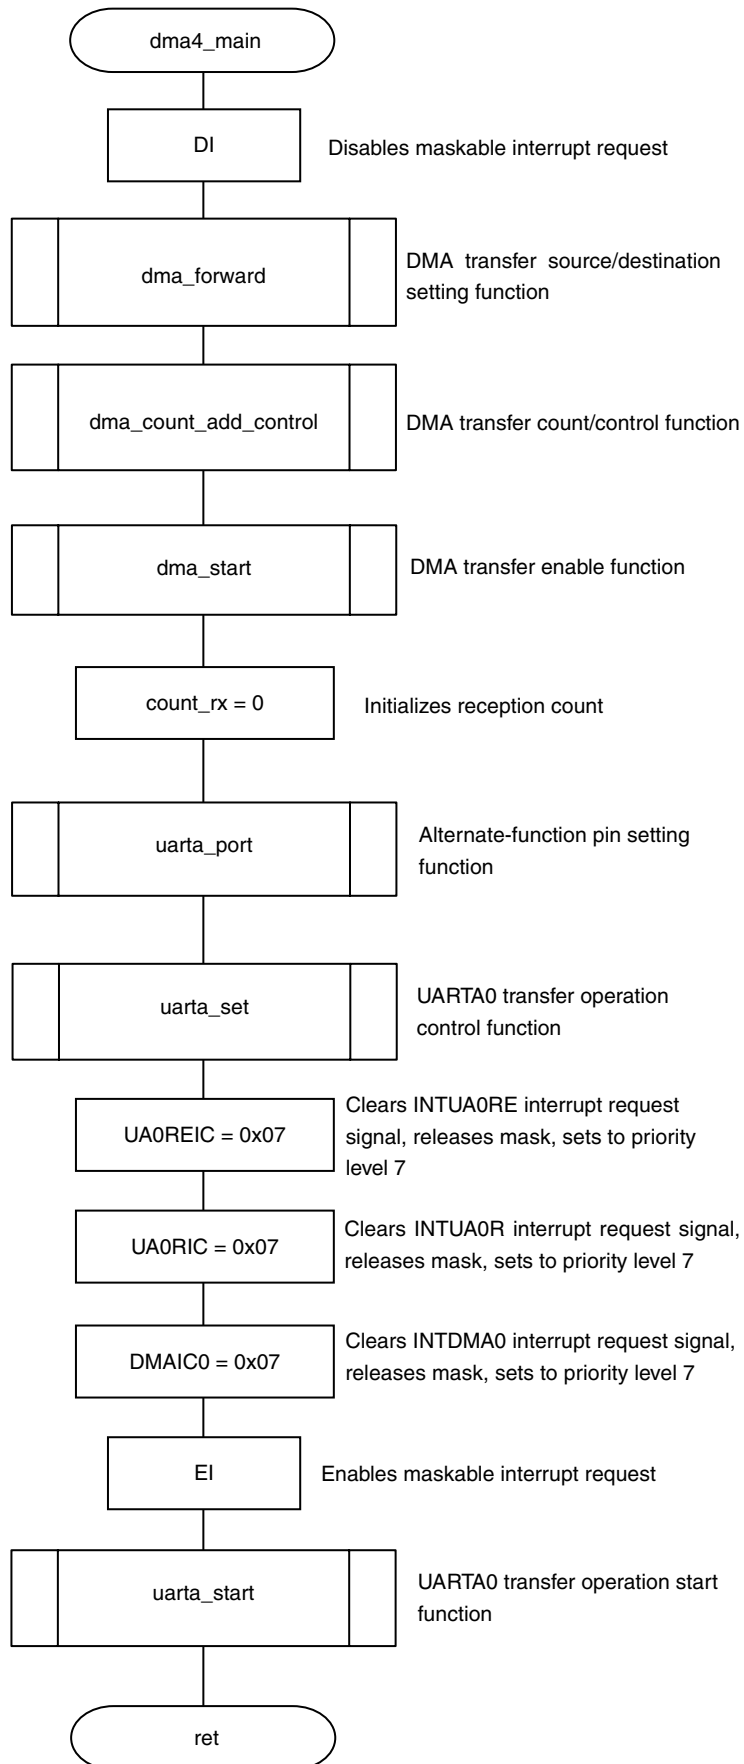 dma4_main
DI
Disables maskable interrupt request
dma_forward
DMA transfer source/destination
setting function
dma_count_add_control
DMA transfer count/control function
dma_start
DMA transfer enable function
count_rx = 0
Initializes reception count
uarta_port
Alternate-function pin setting
function
uarta_set
UARTA0 transfer operation
control function
UA0REIC = 0x07
Clears INTUA0RE interrupt request
signal, releases mask, sets to priority
level 7
UA0RIC = 0x07
Clears INTUA0R interrupt request signal,
releases mask, sets to priority level 7
DMAIC0 = 0x07
Clears INTDMA0 interrupt request signal,
releases mask, sets to priority level 7
EI
Enables maskable interrupt request
uarta_start
UARTA0 transfer operation start
function
ret